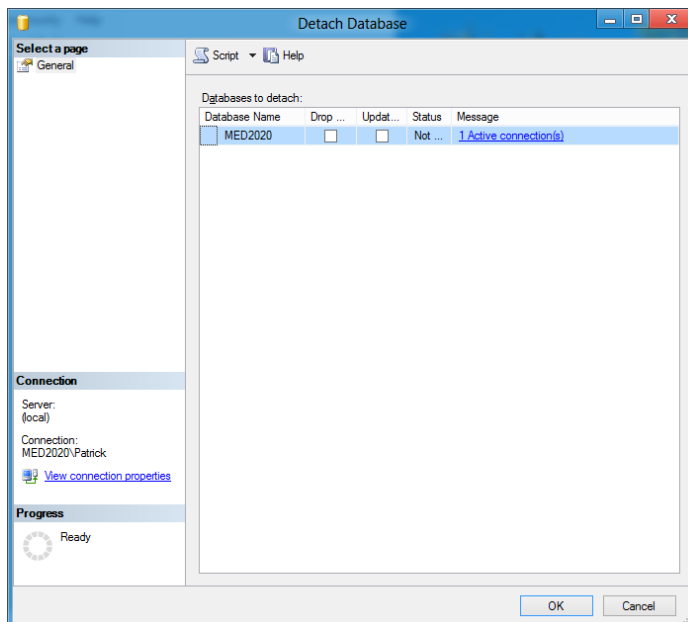 Detach Database
Select a page
General
Script
Help
Databases to detach:
Database Name Drop ... Updat... Status Message
MED2020 Not ... 1 Active connection(s)
Connection
Server:
(local)
Connection:
MED2020\Patrick
View connection properties
Progress
Ready
OK Cancel